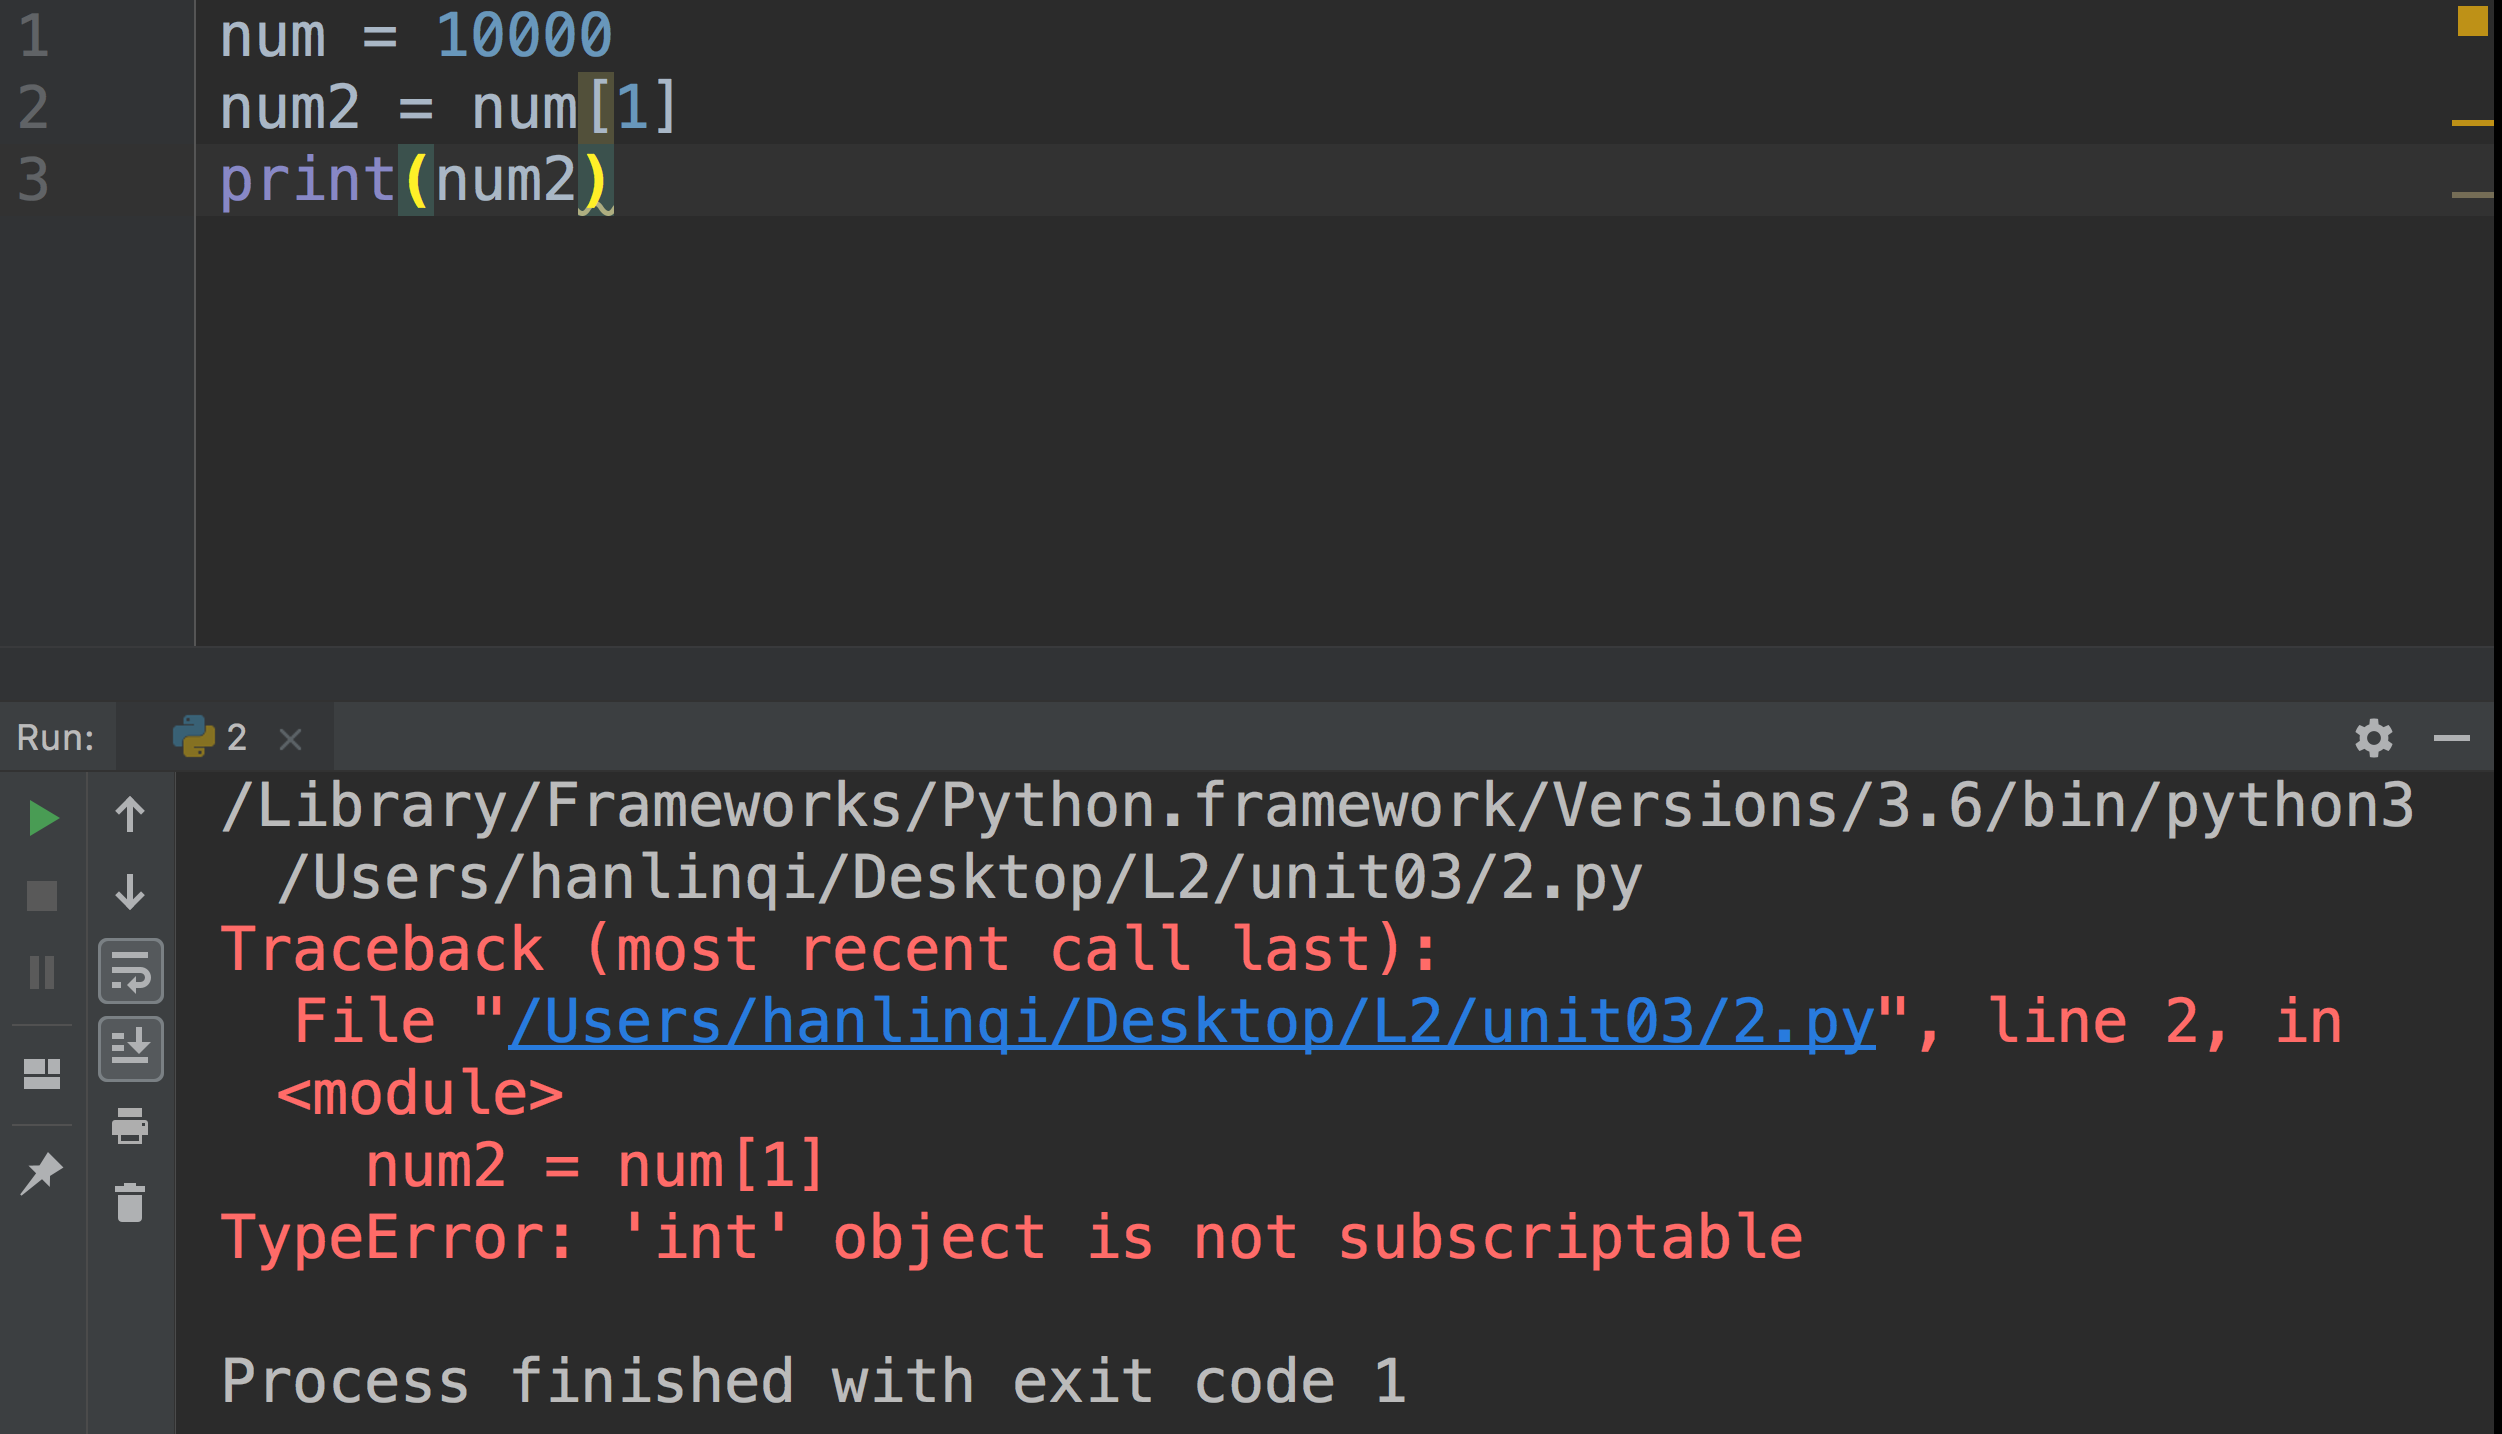 1 num = 10000
2 num2 = num[1]
3 print(num2)
Run: 2
/Library/Frameworks/Python.framework/Versions/3.6/bin/python3
/Users/hanlinqi/Desktop/L2/unit03/2.py
Traceback (most recent call last):
File "/Users/hanlinqi/Desktop/L2/unit03/2.py", line 2, in
<module>
num2 = num[1]
TypeError: 'int' object is not subscriptable
Process finished with exit code 1